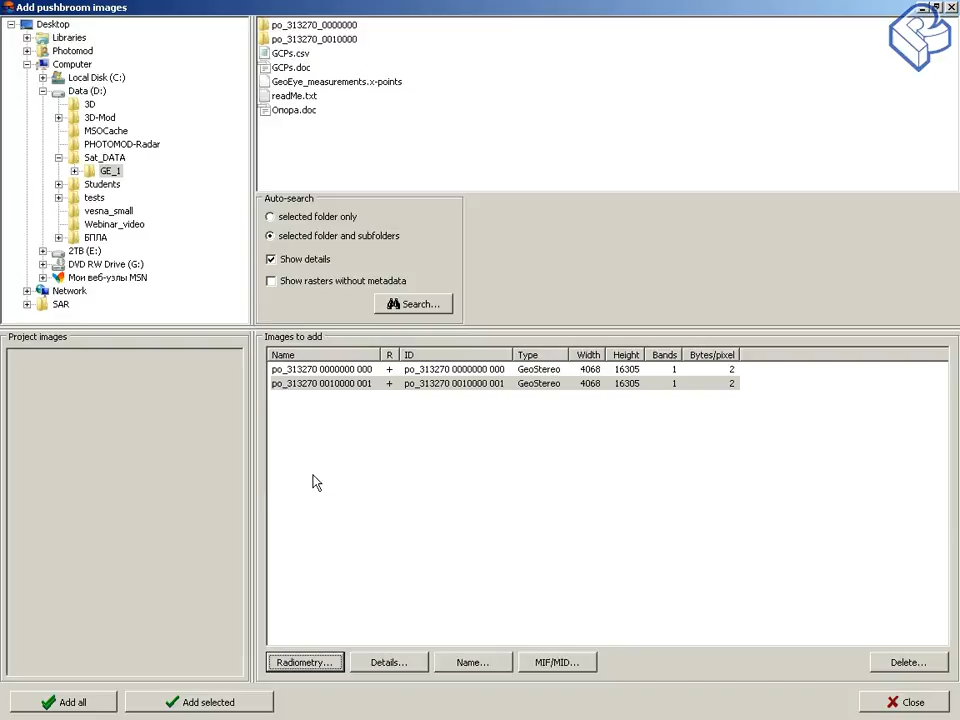 Add pushbroom images
Desktop
Libraries
Photomod
Computer
Local Disk (C:)
Data (D:)
3D
3D-Mod
MSOCache
PHOTOMOD-Radar
Sat_DATA
GE_1
Students
tests
vesna_small
Webinar_video
БПЛА
2TB (E:)
DVD RW Drive (G:)
Мои веб-узлы MSN
Network
SAR
po_313270_0000000
po_313270_0010000
GCPs.csv
GCPs.doc
GeoEye_measurements.x-points
readMe.txt
Опора.doc
Auto-search
selected folder only
selected folder and subfolders
Show details
Show rasters without metadata
Search...
Project images
Images to add
Name R ID Type Width Height Bands Bytes/pixel
po_313270 0000000 000 + po_313270 0000000 000 GeoStereo 4068 16305 1 2
po_313270 0010000 001 + po_313270 0010000 001 GeoStereo 4068 16305 1 2
Radiometry... Details... Name... MIF/MID... Delete...
Add all Add selected Close